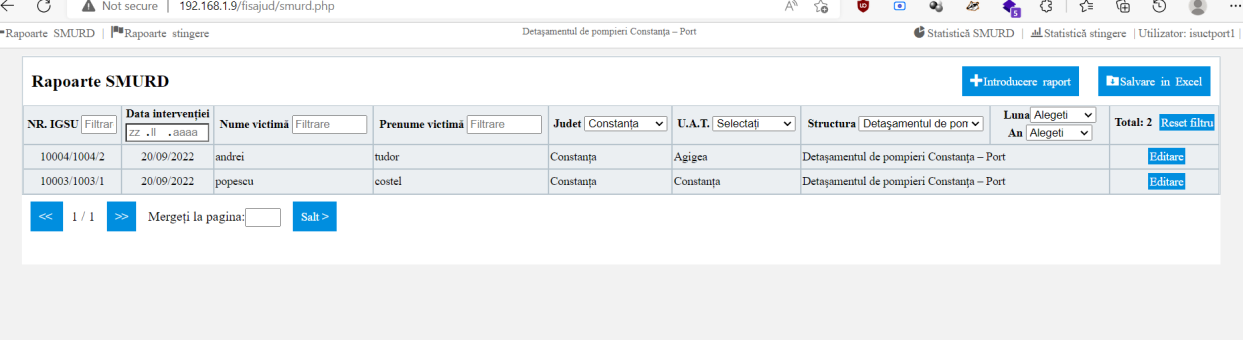 Not secure | 192.168.1.9/fisajud/smurd.php
Rapoarte SMURD | Rapoarte stingere
Detașamentul de pompieri Constanța – Port
Statistică SMURD | Statistică stingere | Utilizator: isuctport1 |
Rapoarte SMURD
Introducere raport
Salvare in Excel
NR. IGSU Filtrar
Data intervenției zz .ll .aaaa
Nume victimă Filtrare
Prenume victimă Filtrare
Judet Constanța
U.A.T. Selectați
Structura Detașamentul de pom
Luna Alegeti
An Alegeti
Total: 2 Reset filtru
10004/1004/2 20/09/2022 andrei tudor Constanța Agigea Detașamentul de pompieri Constanța – Port Editare
10003/1003/1 20/09/2022 popescu costel Constanța Constanța Detașamentul de pompieri Constanța – Port Editare
<< 1 / 1 >> Mergeți la pagina: Salt >